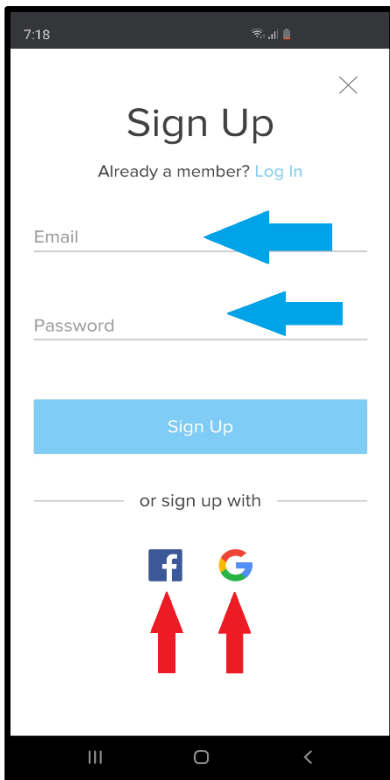 7:18
Sign Up
Already a member? Log In
Email
Password
Sign Up
or sign up with